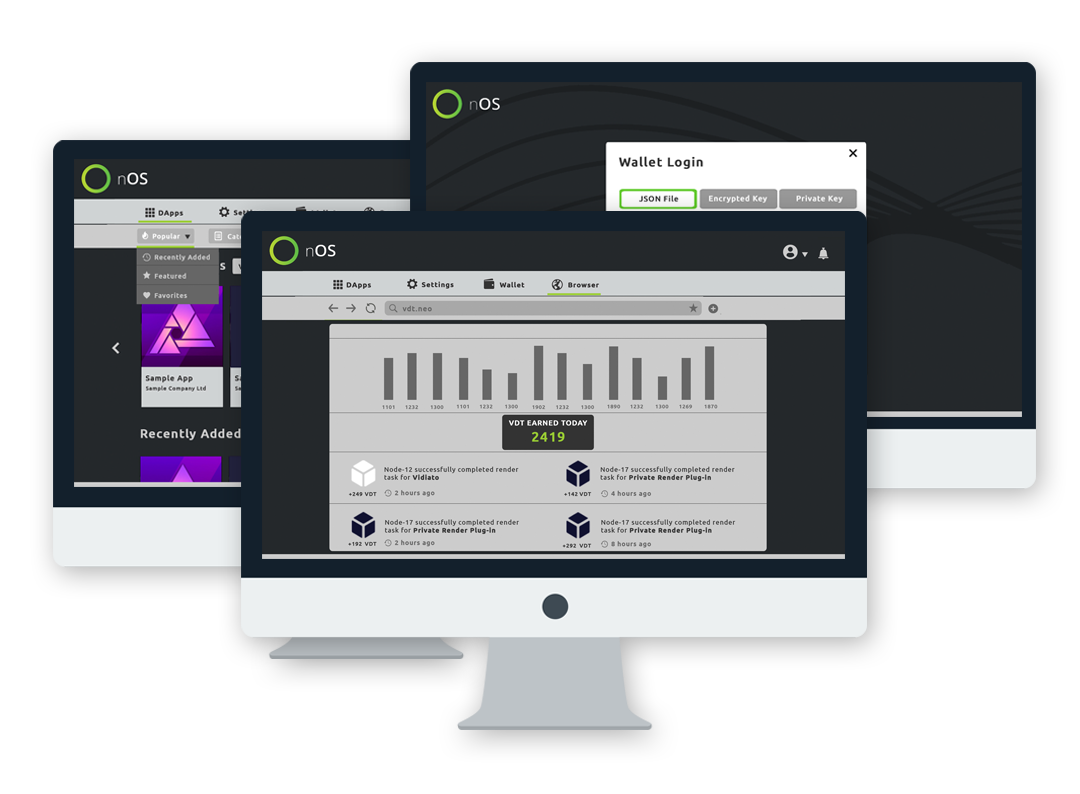 nOS
Wallet Login
JSON File
Encrypted Key
Private Key
nOS
DApps
Popular
Recently Added
Featured
Favorites
Sample App
Sample Company Ltd
Recently Added
nOS
DApps
Settings
Wallet
Browser
vdt.neo
1101 1232 1300 1101 1232 1300 1902 1232 1300 1890 1232 1300 1269 1870
VDT EARNED TODAY
2419
Node-12 successfully completed render
task for Vidiato
+249 VDT
2 hours ago
Node-17 successfully completed render
task for Private Render Plug-in
+142 VDT
4 hours ago
Node-17 successfully completed render
task for Private Render Plug-in
+192 VDT
2 hours ago
Node-17 successfully completed render
task for Private Render Plug-in
+292 VDT
8 hours ago